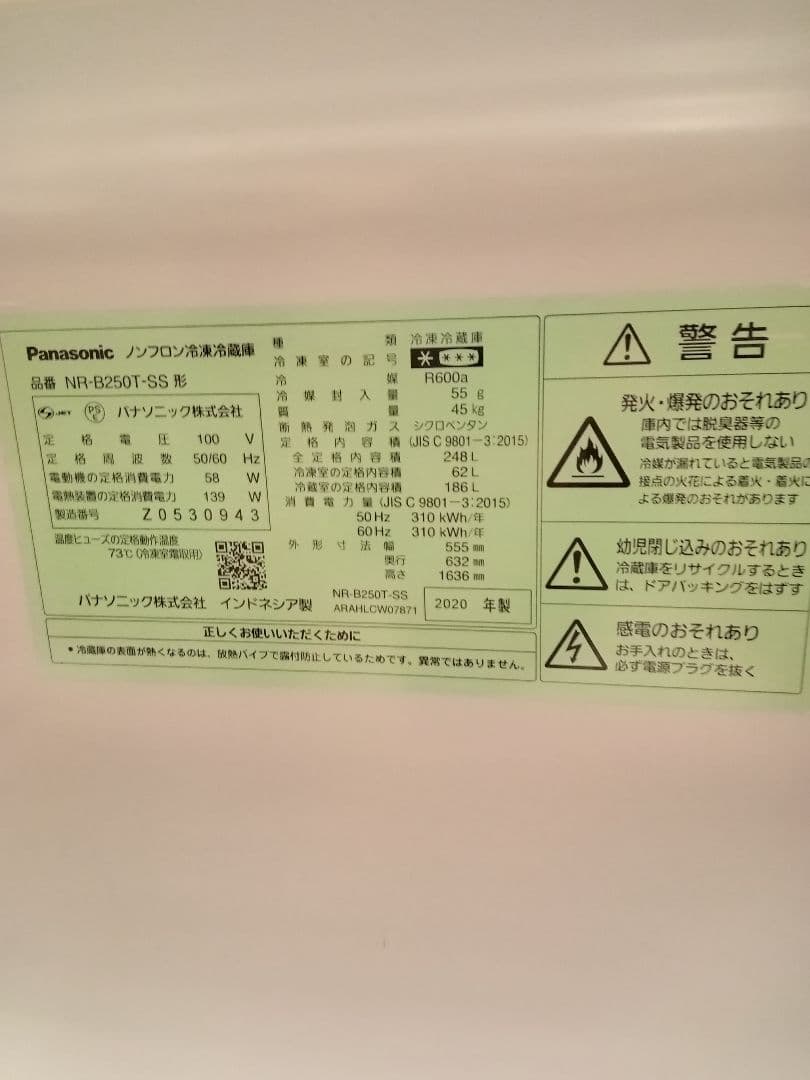 Panasonic ノンフロン冷凍冷蔵庫
品番 NR-B250T-SS 形
JET PSE パナソニック株式会社
定格電圧 100 V
定格周波数 50/60 Hz
電動機の定格消費電力 58 W
電熱装置の定格消費電力 139 W
製造番号 Z0530943
温度ヒューズの定格動作温度
73℃(冷凍室霜取用)
種類 冷凍冷蔵庫
冷凍室の記号 * ***
冷媒 R600a
冷媒封入量 55 g
質量 45 kg
断熱発泡ガス シクロペンタン
定格内容積 (JIS C 9801-3:2015)
全定格内容積 248 L
冷凍室の定格内容積 62 L
冷蔵室の定格内容積 186 L
消費電力量 (JIS C 9801-3:2015)
50Hz 310 kWh/年
60Hz 310 kWh/年
外形寸法 幅 555 mm
奥行 632 mm
高さ 1636 mm
パナソニック株式会社 インドネシア製
NR-B250T-SS
ARAHLCW07871
2020 年製
正しくお使いいただくために
• 冷蔵庫の表面が熱くなるのは、放熱パイプで露付防止しているためです。異常ではありません。
警告
発火・爆発のおそれあり
庫内では脱臭器等の
電気製品を使用しない
冷媒が漏れていると電気製品の
接点の火花による着火・着火に
よる爆発のおそれがあります
幼児閉じ込みのおそれあり
冷蔵庫をリサイクルするとき
は、ドアパッキングをはずす
感電のおそれあり
お手入れのときは、
必ず電源プラグを抜く